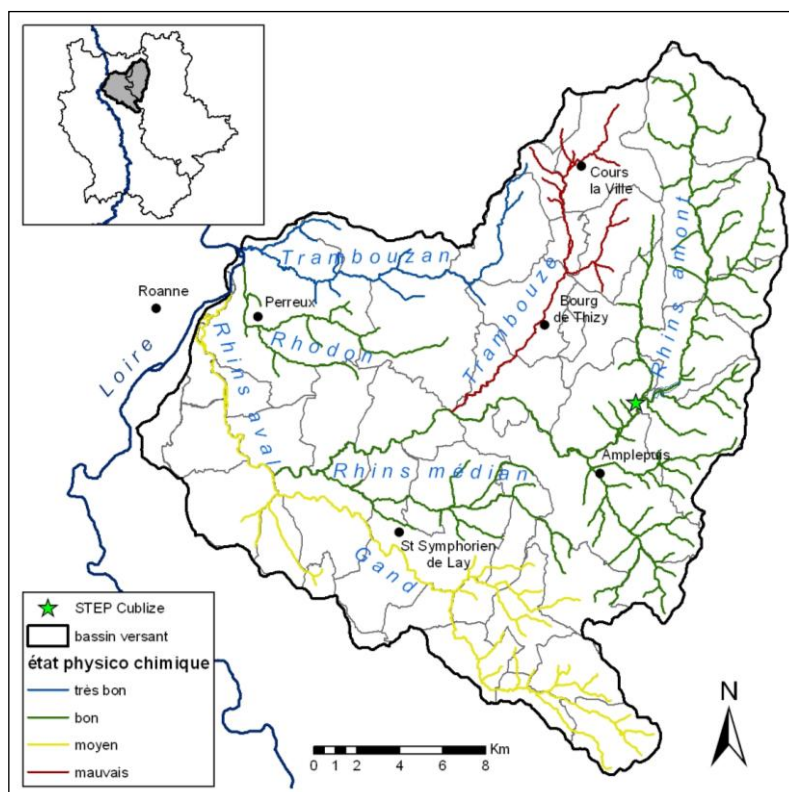 Cours
la Ville
Trambouzan
Rhins amont
Roanne
Perreux
Trambouze
Bourg
de Thizy
Loire
Rhins aval
Rhodon
Amplepuis
Rhins médian
St Symphorien
de Lay
Gand
STEP Cublize
bassin versant
état physico chimique
très bon
bon
moyen
mauvais
N
Km
0 1 2 4 6 8